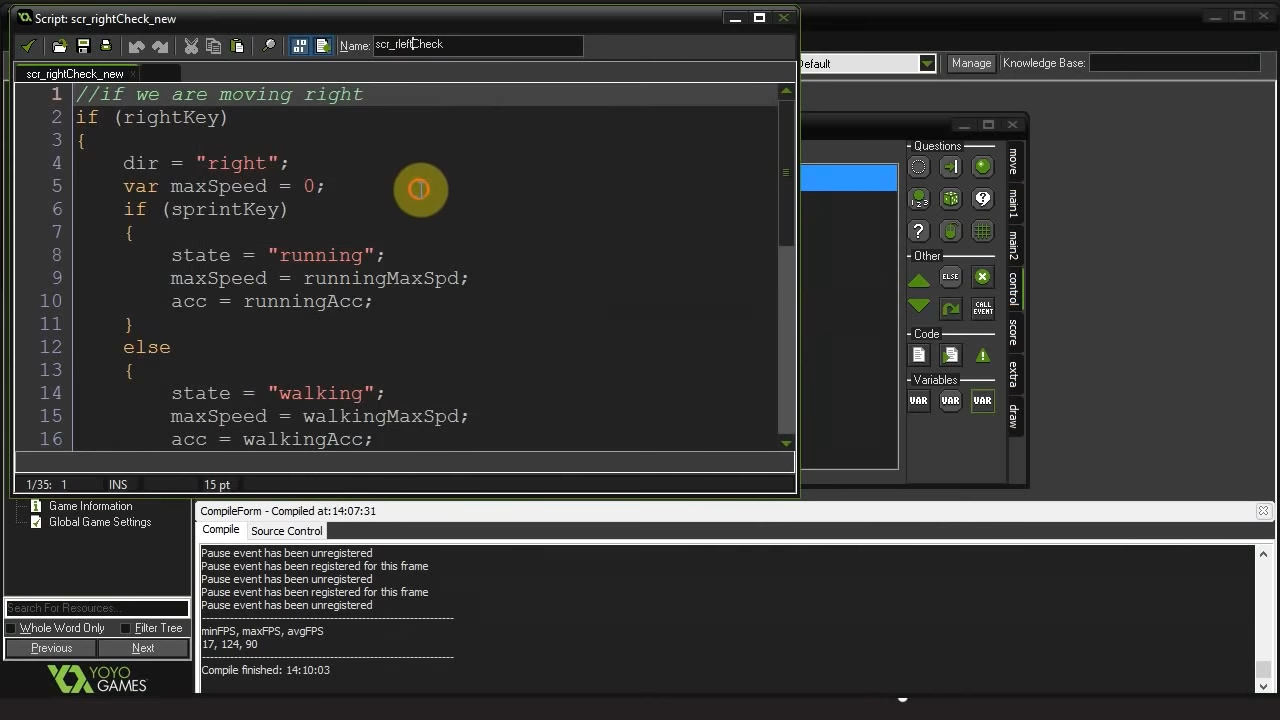 Script: scr_rightCheck_new
Name: scr_rleftCheck
efault
Manage
Knowledge Base:
scr_rightCheck_new
1 //if we are moving right
2 if (rightKey)
3 {
4 dir = "right";
5 var maxSpeed = 0;
6 if (sprintKey)
7 {
8 state = "running";
9 maxSpeed = runningMaxSpd;
10 acc = runningAcc;
11 }
12 else
13 {
14 state = "walking";
15 maxSpeed = walkingMaxSpd;
16 acc = walkingAcc;
1/35: 1 INS 15 pt
Questions
Other
ELSE
CALL EVENT
Code
Variables
VAR VAR VAR
move
main1
main2
control
score
extra
draw
Game Information
Global Game Settings
Search For Resources...
Whole Word Only Filter Tree
Previous Next
YOYO
GAMES
CompileForm - Compiled at:14:07:31
Compile Source Control
Pause event has been unregistered
Pause event has been registered for this frame
Pause event has been unregistered
Pause event has been registered for this frame
Pause event has been unregistered
minFPS, maxFPS, avgFPS
17, 124, 90
Compile finished: 14:10:03